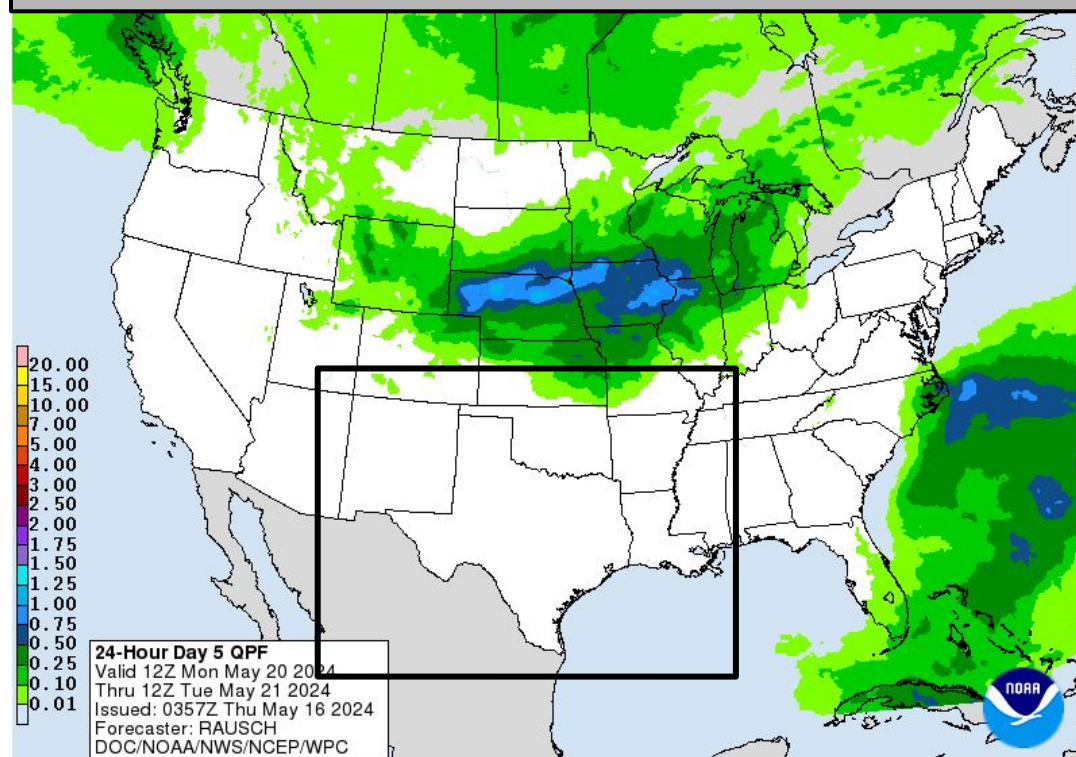 20.00
15.00
10.00
7.00
5.00
4.00
3.00
2.50
2.00
1.75
1.50
1.25
1.00
0.75
0.50
0.25
0.10
0.01
24-Hour Day 5 QPF
Valid 12Z Mon May 20 2024
Thru 12Z Tue May 21 2024
Issued: 0357Z Thu May 16 2024
Forecaster: RAUSCH
DOC/NOAA/NWS/NCEP/WPC
NOAA